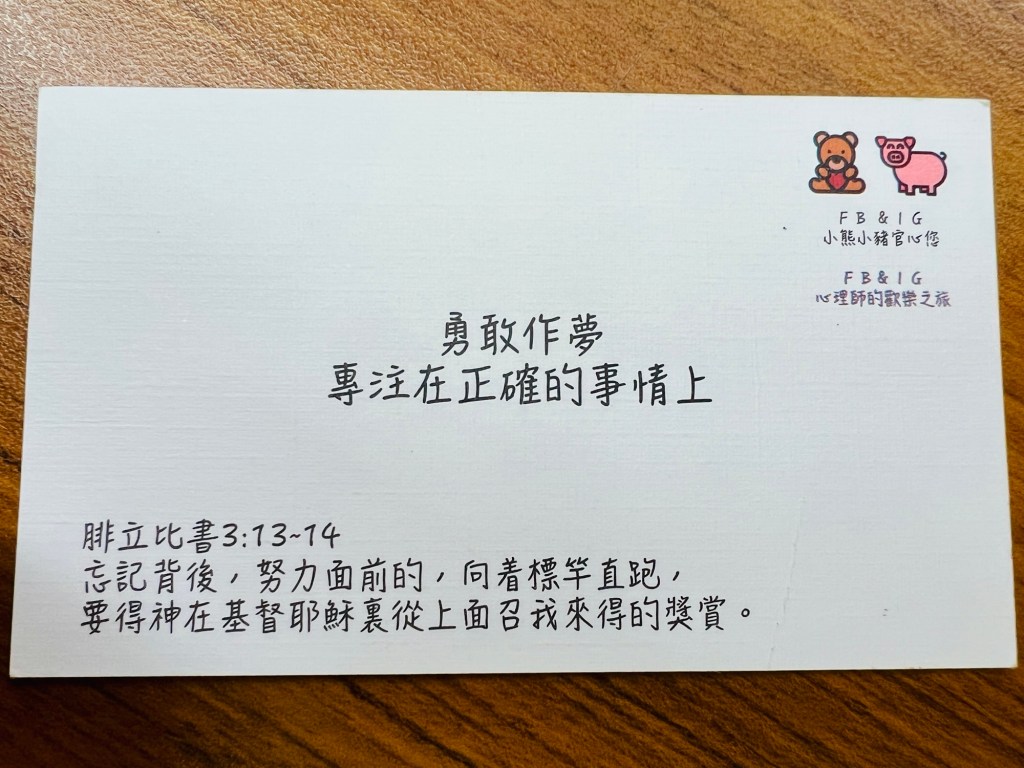 FB & IG
小熊小豬官心您
FB & IG
心理師的歡樂之旅
勇敢作夢
專注在正確的事情上
腓立比書3:13~14
忘記背後，努力面前的，向着標竿直跑，
要得神在基督耶穌裏從上面召我來得的獎賞。